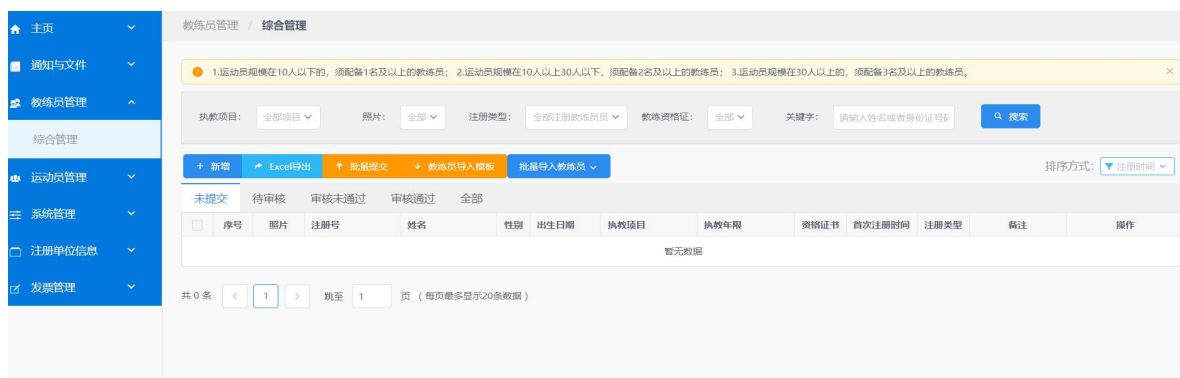 主页
通知与文件
教练员管理
综合管理
运动员管理
系统管理
注册单位信息
发票管理
教练员管理 / 综合管理
1.运动员规模在10人以下的，须配备1名及以上的教练员； 2.运动员规模在10人以上30人以下，须配备2名及以上的教练员； 3.运动员规模在30人以上的，须配备3名及以上的教练员。
执教项目： 全部项目 照片： 全部 注册类型： 全部注册教练员员 教练资格证： 全部 关键字： 请输入姓名或者身份证号码 搜索
+ 新增 Excel导出 批量提交 教练员导入模板 批量导入教练员 排序方式: 注册时间
未提交 待审核 审核未通过 审核通过 全部
序号 照片 注册号 姓名 性别 出生日期 执教项目 执教年限 资格证书 首次注册时间 注册类型 备注 操作
暂无数据
共 0 条 < 1 > 跳至 1 页 （ 每页最多显示20条数据 ）